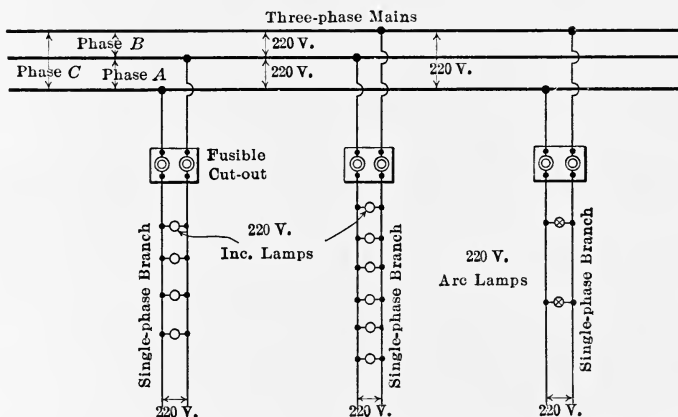 Three-phase Mains
Phase B
220 V.
Phase C
Phase A
220 V.
220 V.
Fusible
Cut-out
Single-phase Branch
220 V.
Inc. Lamps
Single-phase Branch
220 V.
Arc Lamps
Single-phase Branch
220 V.
220 V.
220 V.